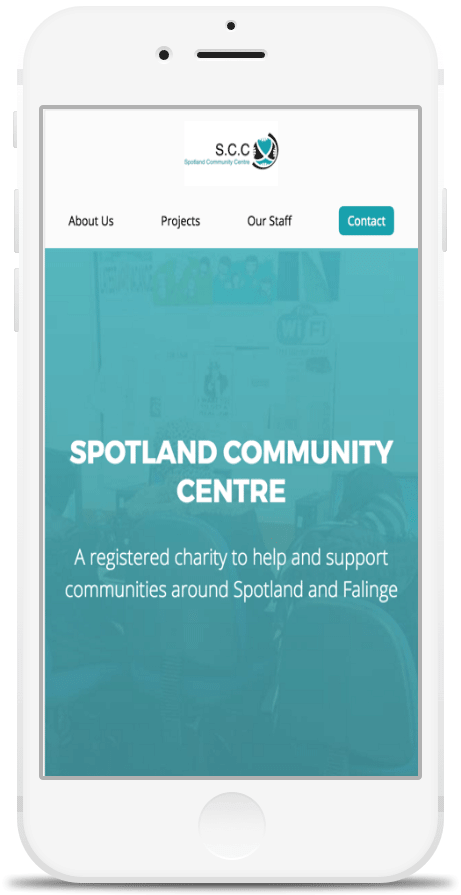 S.C.C
Spotland Community Centre
About Us Projects Our Staff Contact
WiFi
SPOTLAND COMMUNITY
CENTRE
A registered charity to help and support
communities around Spotland and Falinge